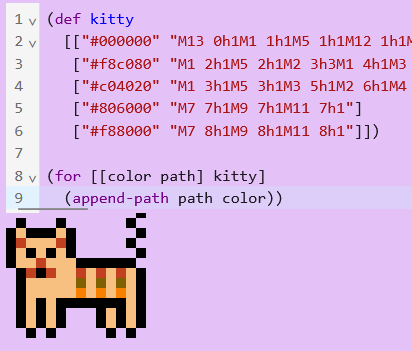 1 (def kitty
2 [["#000000" "M13 0h1M1 1h1M5 1h1M12 1h1M
3 ["#f8c080" "M1 2h1M5 2h1M2 3h3M1 4h1M3
4 ["#c04020" "M1 3h1M5 3h1M3 5h1M2 6h1M4
5 ["#806000" "M7 7h1M9 7h1M11 7h1"]
6 ["#f88000" "M7 8h1M9 8h1M11 8h1"]])
7
8 (for [[color path] kitty]
9 (append-path path color))